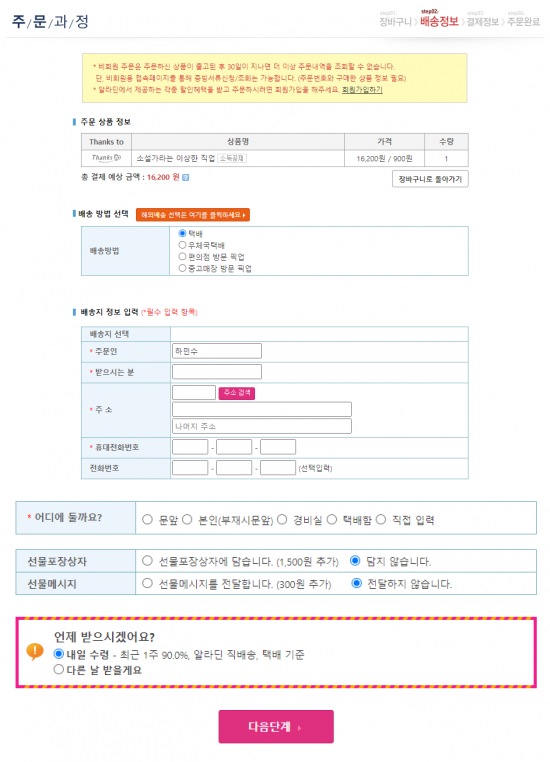 주/문/과/정
step01. 장바구니 > step02. 배송정보 > step03. 결제정보 > step04. 주문완료
* 비회원 주문은 주문하신 상품이 출고된 후 30일이 지나면 더 이상 주문내역을 조회할 수 없습니다.
단, 비회원용 접속페이지를 통해 증빙서류신청/조회는 가능합니다. (주문번호와 구매한 상품 정보 필요)
* 알라딘에서 제공하는 각종 할인혜택을 받고 주문하시려면 회원가입을 해주세요. 회원가입하기
주문 상품 정보
Thanks to 상품명 가격 수량
Thanks 소설가라는 이상한 직업 소득공제 16,200원 / 900원 1
총 결제 예상 금액 : 16,200 원 ? 장바구니로 돌아가기
배송 방법 선택 해외배송 선택은 여기를 클릭하세요
배송방법
택배
우체국택배
편의점 방문 픽업
중고매장 방문 픽업
배송지 정보 입력 (*필수 입력 항목)
배송지 선택
* 주문인 하민수
* 받으시는 분
* 주 소 주소 검색
나머지 주소
* 휴대전화번호 - -
전화번호 - - (선택입력)
* 어디에 둘까요? 문앞 본인(부재시문앞) 경비실 택배함 직접 입력
선물포장상자 선물포장상자에 담습니다. (1,500원 추가) 담지 않습니다.
선물메시지 선물메시지를 전달합니다. (300원 추가) 전달하지 않습니다.
언제 받으시겠어요?
내일 수령 - 최근 1주 90.0%, 알라딘 직배송, 택배 기준
다른 날 받을게요
다음단계